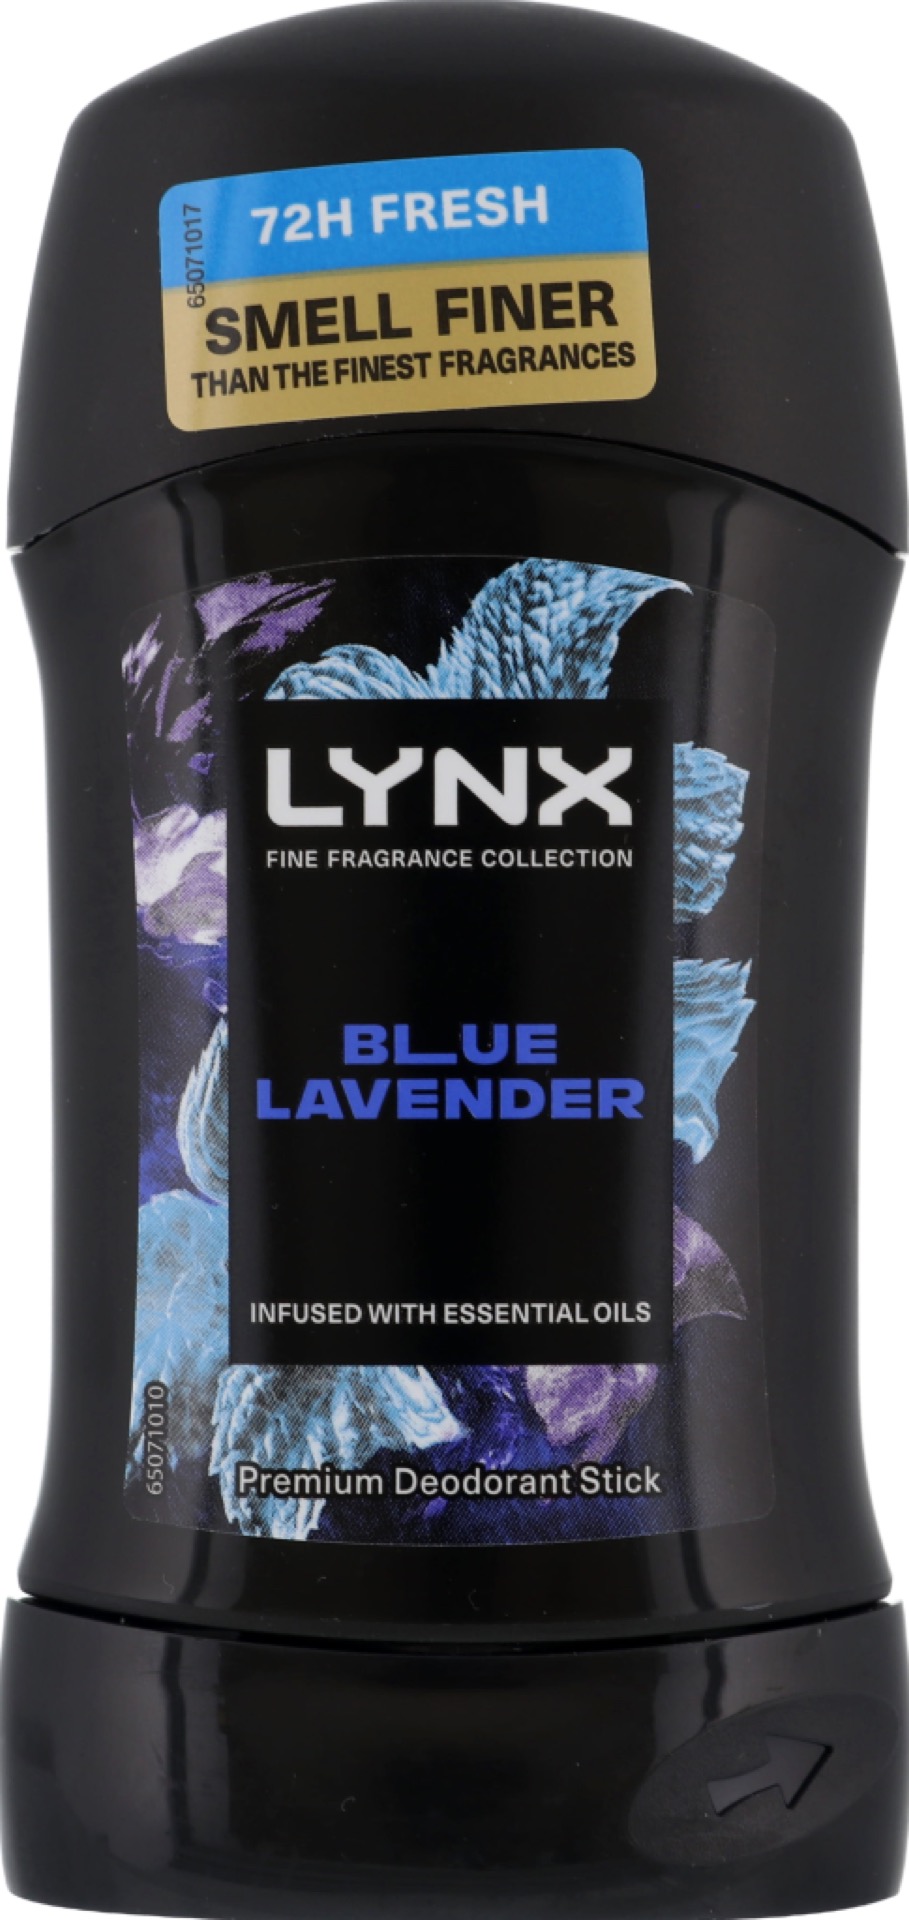 72H FRESH
65071017
SMELL FINER
THAN THE FINEST FRAGRANCES
LYNX
FINE FRAGRANCE COLLECTION
BLUE
LAVENDER
INFUSED WITH ESSENTIAL OILS
65071010
Premium Deodorant Stick